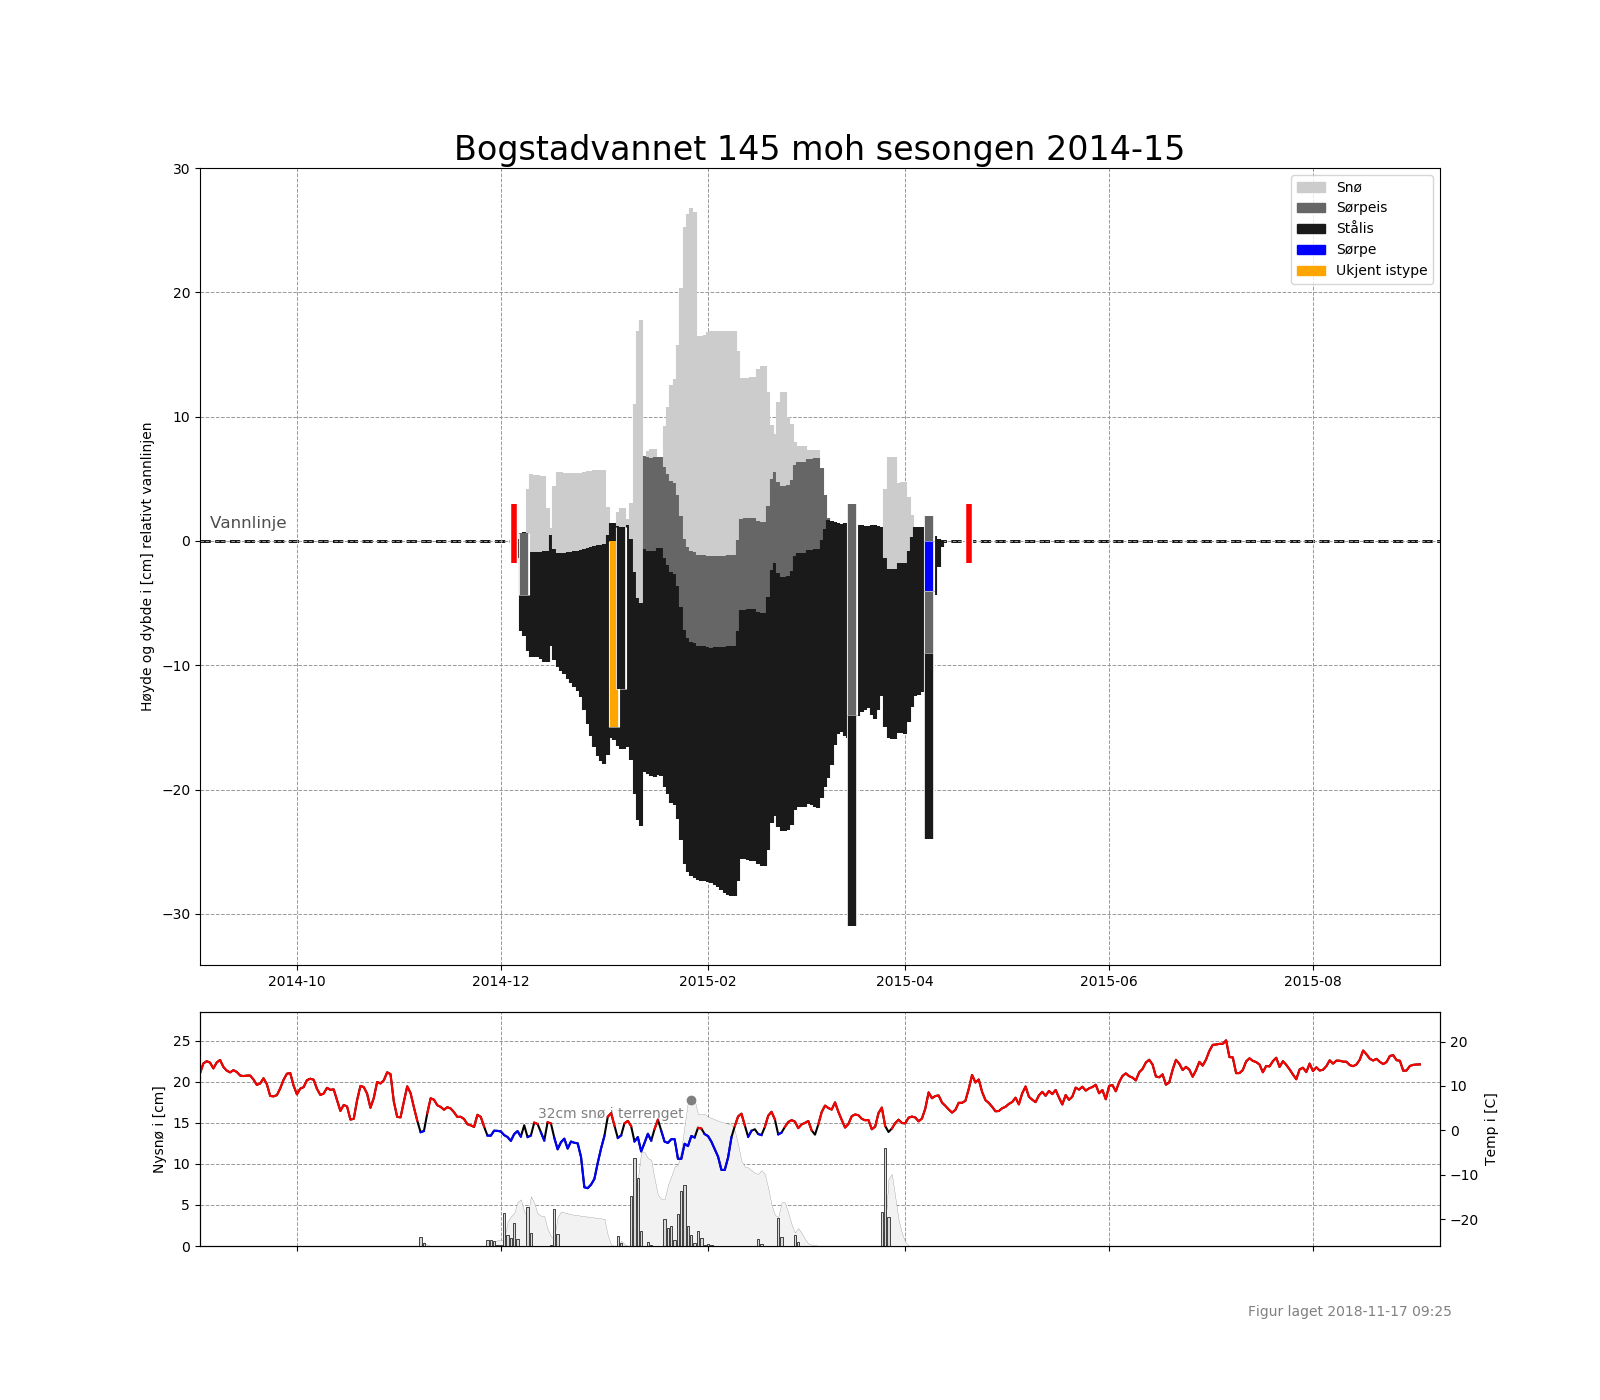 Bogstadvannet 145 moh sesongen 2014-15
30
20
10
0
−10
−20
−30
Høyde og dybde i [cm] relativt vannlinjen
Vannlinje
Snø
Sørpeis
Stålis
Sørpe
Ukjent istype
2014-10
2014-12
2015-02
2015-04
2015-06
2015-08
25
20
15
10
5
0
Nysnø i [cm]
32cm snø i terrenget
20
10
0
−10
−20
Temp i [C]
Figur laget 2018-11-17 09:25